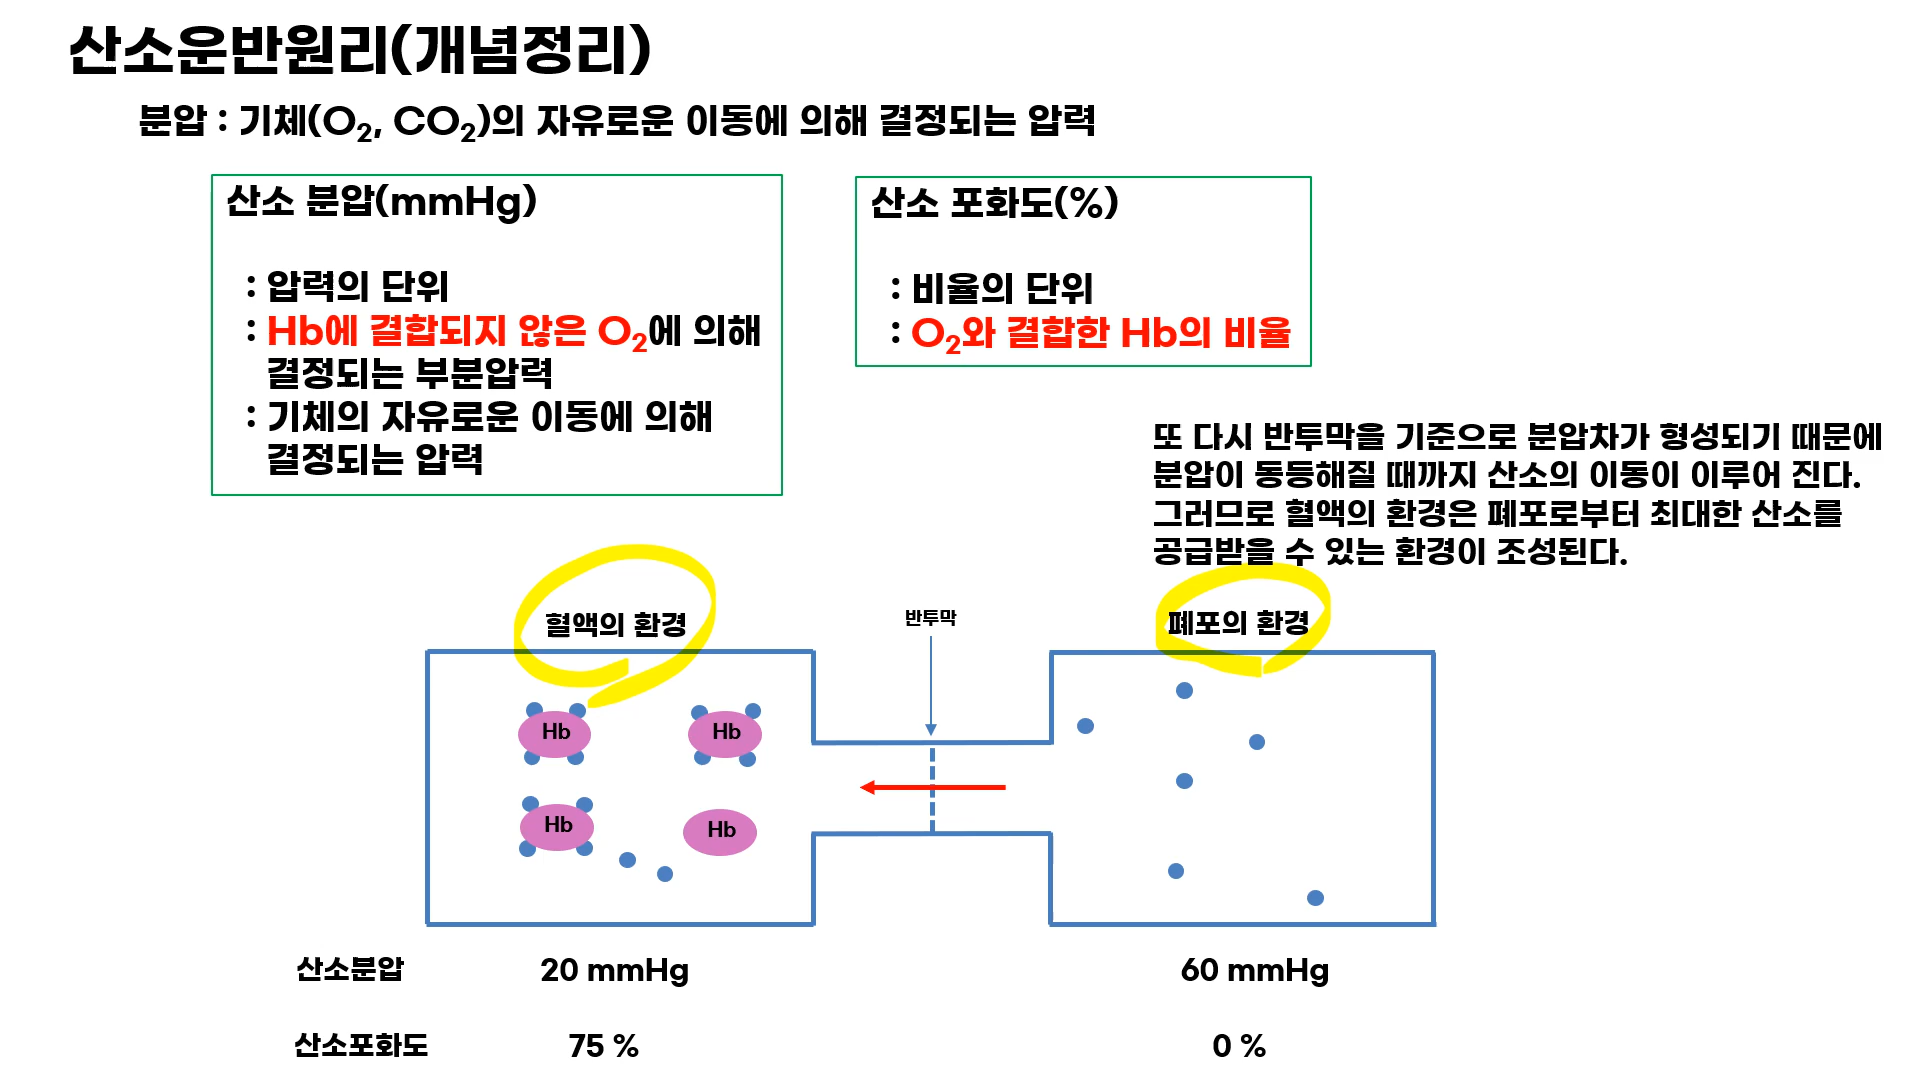 산소운반원리(개념정리)
분압 : 기체(O₂, CO₂)의 자유로운 이동에 의해 결정되는 압력
산소 분압(mmHg)
: 압력의 단위
: Hb에 결합되지 않은 O₂에 의해
결정되는 부분압력
: 기체의 자유로운 이동에 의해
결정되는 압력
산소 포화도(%)
: 비율의 단위
: O₂와 결합한 Hb의 비율
또 다시 반투막을 기준으로 분압차가 형성되기 때문에
분압이 동등해질 때까지 산소의 이동이 이루어 진다.
그러므로 혈액의 환경은 폐포로부터 최대한 산소를
공급받을 수 있는 환경이 조성된다.
혈액의 환경
반투막
폐포의 환경
Hb
Hb
Hb
Hb
산소분압 20 mmHg 60 mmHg
산소포화도 75 % 0 %